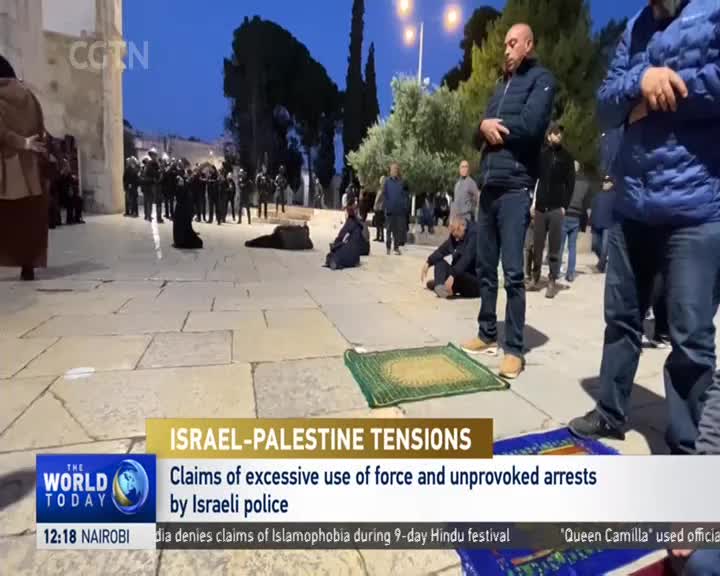 CGTN
ISRAEL-PALESTINE TENSIONS
Claims of excessive use of force and unprovoked arrests
by Israeli police
THE
WORLD
TODAY
12:18 NAIROBI
dia denies claims of Islamophobia during 9-day Hindu festival "Queen Camilla" used officia